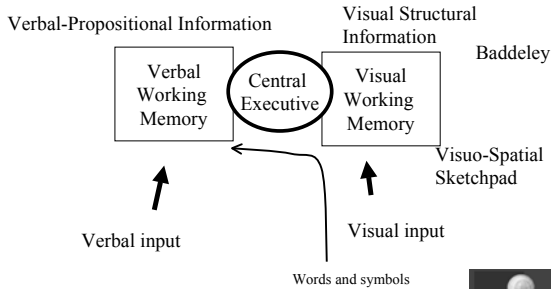 Verbal-Propositional Information
Visual Structural
Information
Baddeley
Verbal
Working
Memory
Central
Executive
Visual
Working
Memory
Visuo-Spatial
Sketchpad
Verbal input
Visual input
Words and symbols